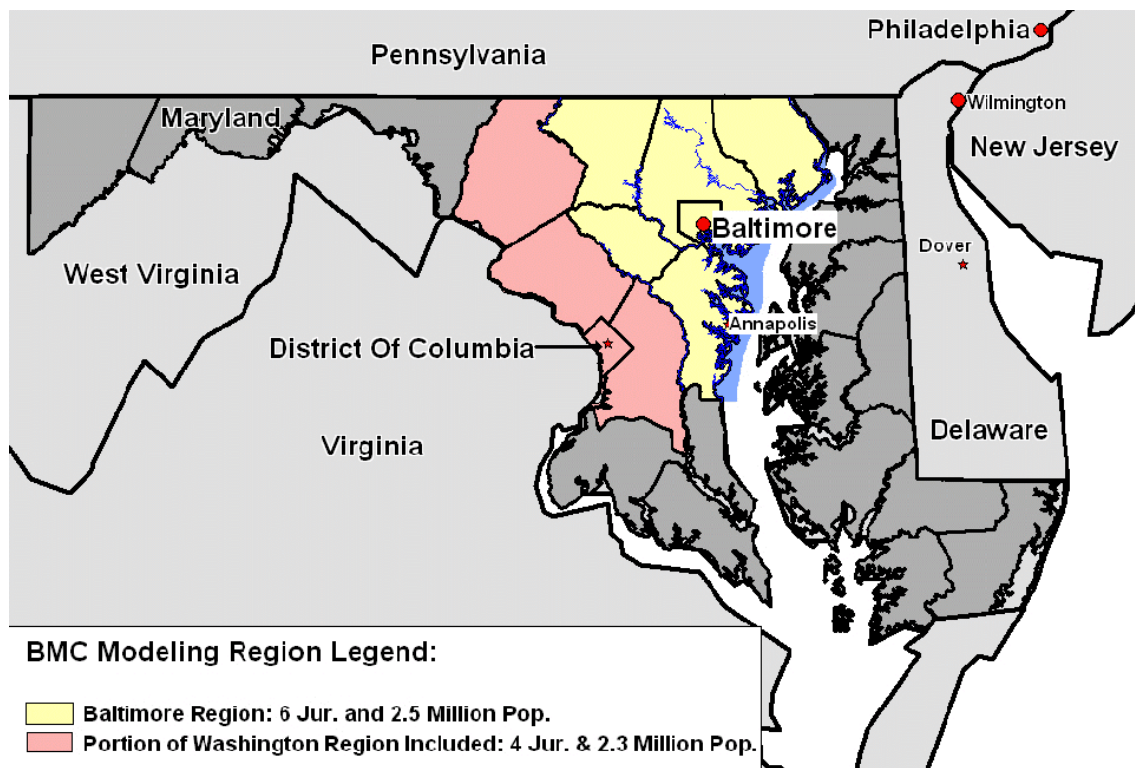 Philadelphia
Pennsylvania
Wilmington
Maryland
New Jersey
Baltimore
Dover
West Virginia
Annapolis
District Of Columbia
Delaware
Virginia
BMC Modeling Region Legend:
Baltimore Region: 6 Jur. and 2.5 Million Pop.
Portion of Washington Region Included: 4 Jur. & 2.3 Million Pop.